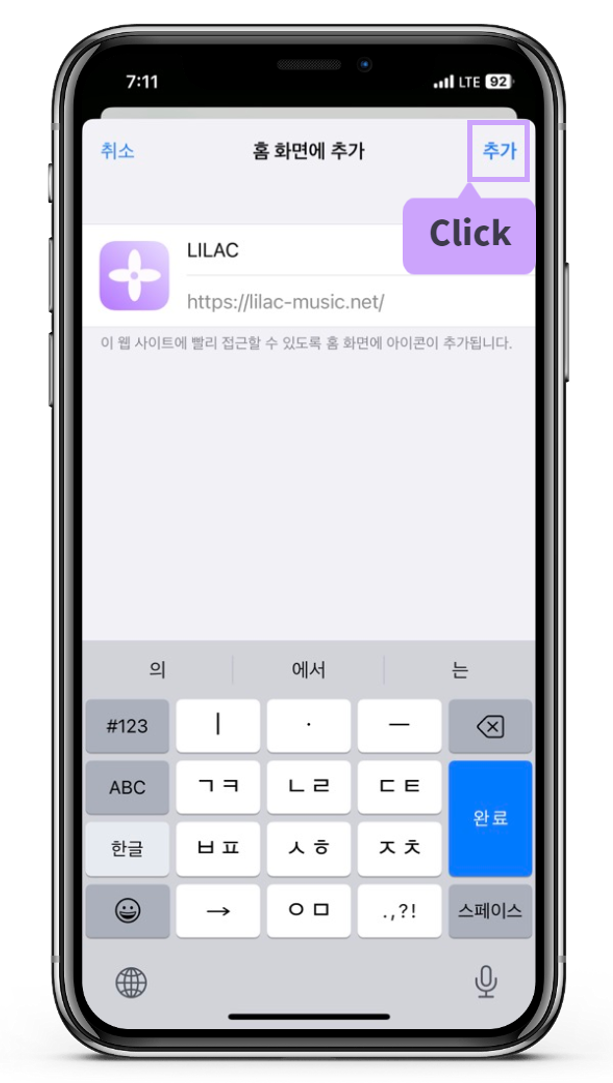 7:11 LTE 92
취소 홈 화면에 추가 추가
Click
LILAC
https://lilac-music.net/
이 웹 사이트에 빨리 접근할 수 있도록 홈 화면에 아이콘이 추가됩니다.
의 에서 는
#123 ㅣ · ㅡ
ABC ㄱㅋ ㄴㄹ ㄷㅌ
완료
한글 ㅂㅍ ㅅㅎ ㅈㅊ
→ ㅇㅁ .,?! 스페이스